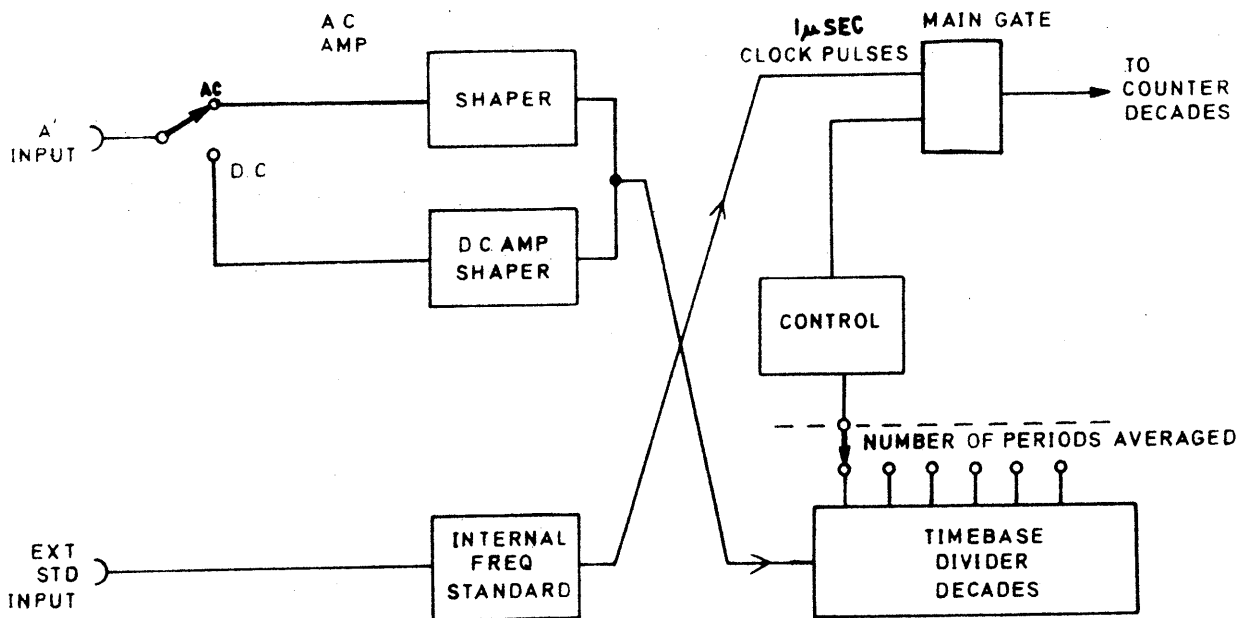 A C
AMP
SHAPER
AC
A'
INPUT
D.C
D.C. AMP
SHAPER
1µSEC
CLOCK PULSES
MAIN GATE
TO
COUNTER
DECADES
CONTROL
NUMBER OF PERIODS AVERAGED
TIMEBASE
DIVIDER
DECADES
EXT
STD
INPUT
INTERNAL
FREQ
STANDARD